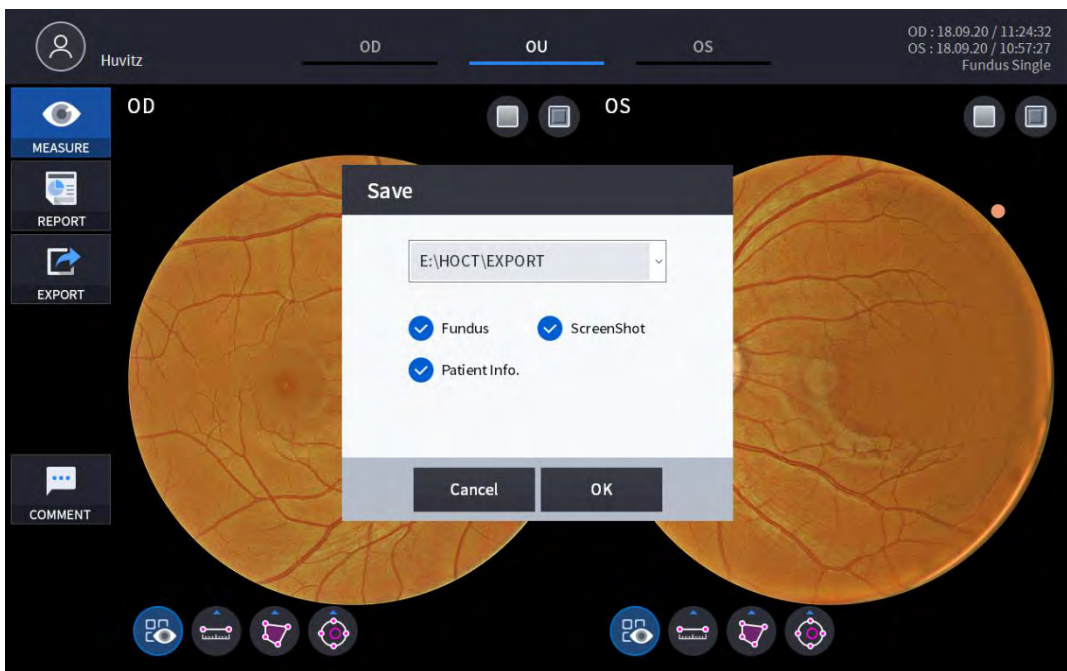 Huvitz
OD
OU
OS
OD : 18.09.20 / 11:24:32
OS : 18.09.20 / 10:57:27
Fundus Single
MEASURE
REPORT
EXPORT
COMMENT
OD
OS
Save
E:\HOCT\EXPORT
Fundus
ScreenShot
Patient Info.
Cancel
OK